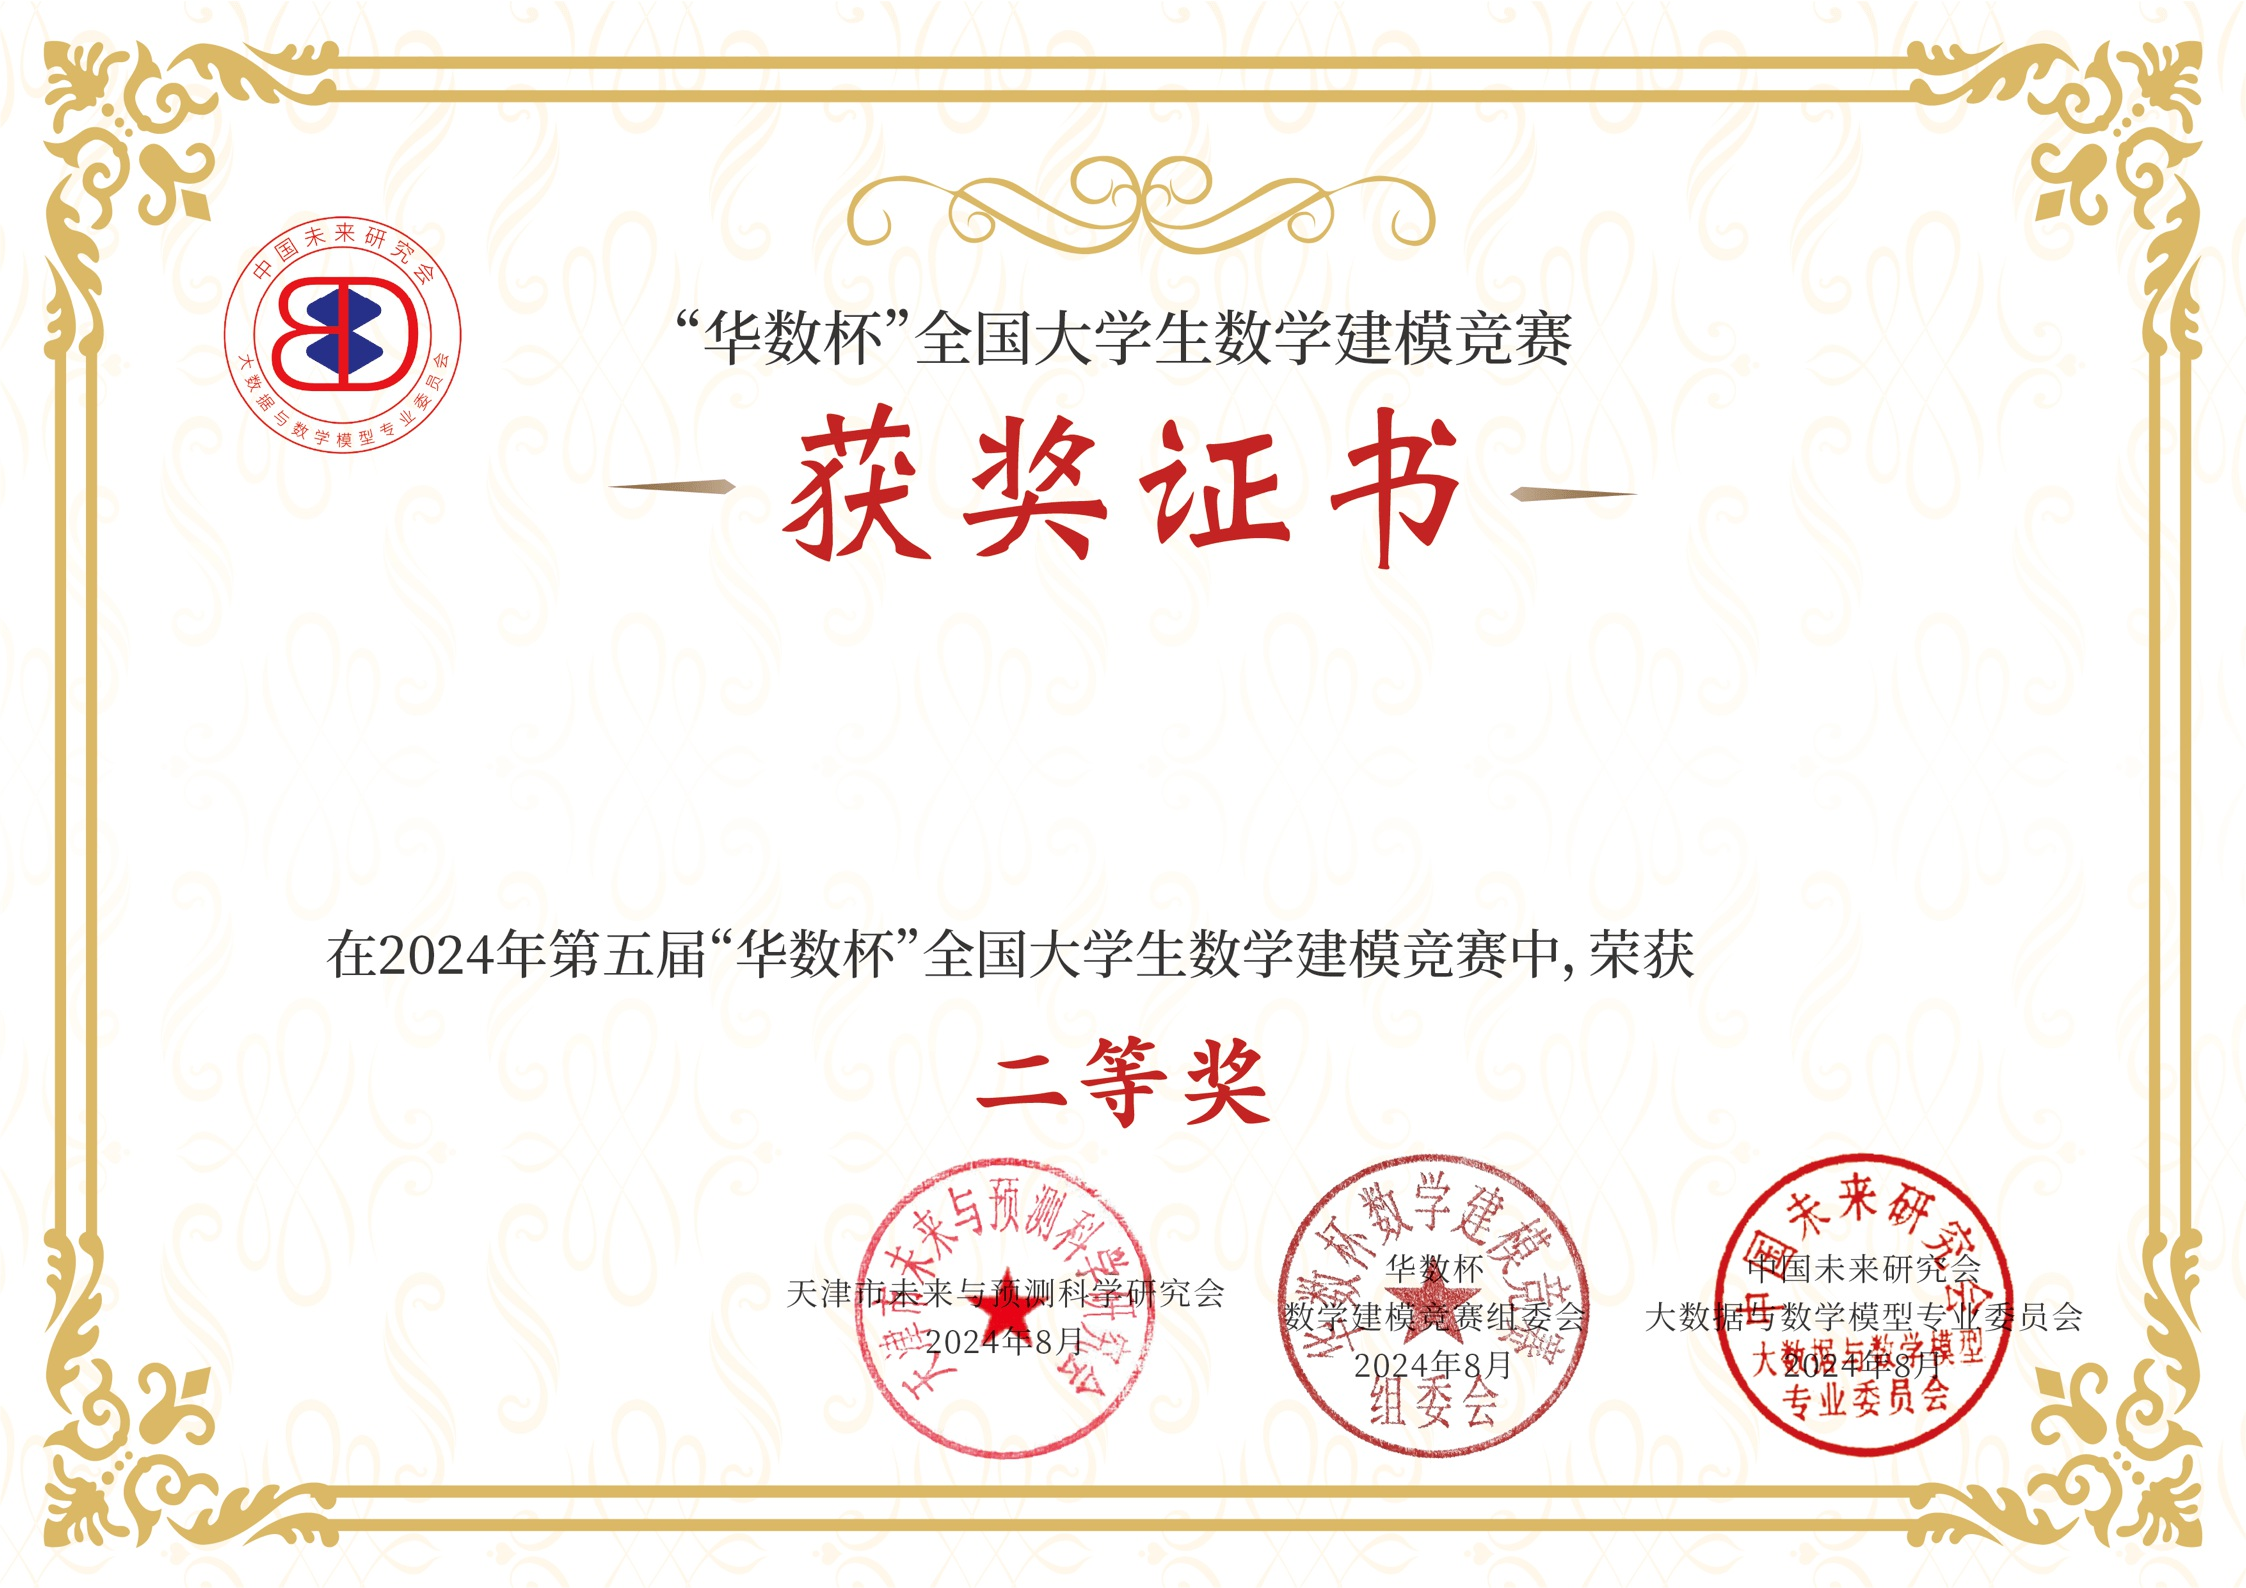 中国未来研究会
大数据与数学模型专业委员会
“华数杯”全国大学生数学建模竞赛
获奖证书
在2024年第五届“华数杯”全国大学生数学建模竞赛中, 荣获
二等奖
天津市未来与预测科学研究会
天津市未来与预测科学研究会
2024年8月
华数杯数学建模竞赛
华数杯
数学建模竞赛组委会
2024年8月
组委会
中国未来研究会
中国未来研究会
大数据与数学模型专业委员会
大数据与数学模型
2024年8月
专业委员会